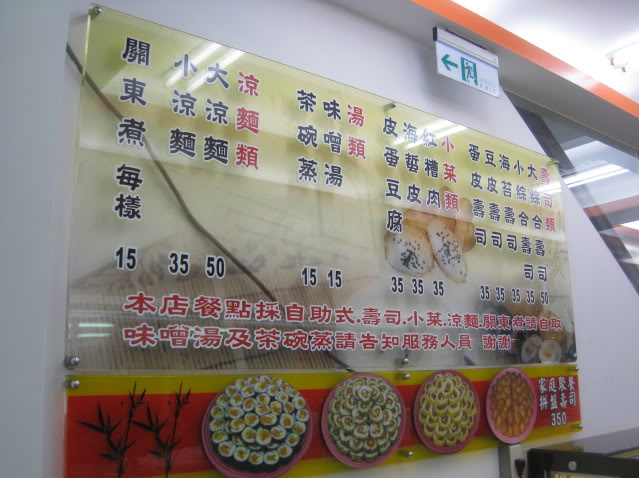 壽司類
大綜合壽司 50
小綜合壽司 35
海苔壽司 35
豆皮壽司 35
蛋皮壽司 35
小菜類
紅糟肉 35
海蜇皮 35
皮蛋豆腐 35
湯類
味噌湯 15
茶碗蒸 15
涼麵類
大涼麵 50
小涼麵 35
關東煮每樣 15
本店餐點採自助式.壽司.小菜.涼麵.關東煮請自取
味噌湯及茶碗蒸請告知服務人員 謝謝
家庭聚餐
拼盤壽司
350